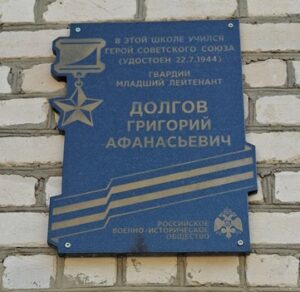 В ЭТОЙ ШКОЛЕ УЧИЛСЯ
ГЕРОЙ СОВЕТСКОГО СОЮЗА
(УДОСТОЕН 22.7.1944)
ГВАРДИИ
МЛАДШИЙ ЛЕЙТЕНАНТ
ДОЛГОВ
ГРИГОРИЙ
АФАНАСЬЕВИЧ
РОССИЙСКОЕ
ВОЕННО-ИСТОРИЧЕСКОЕ
ОБЩЕСТВО